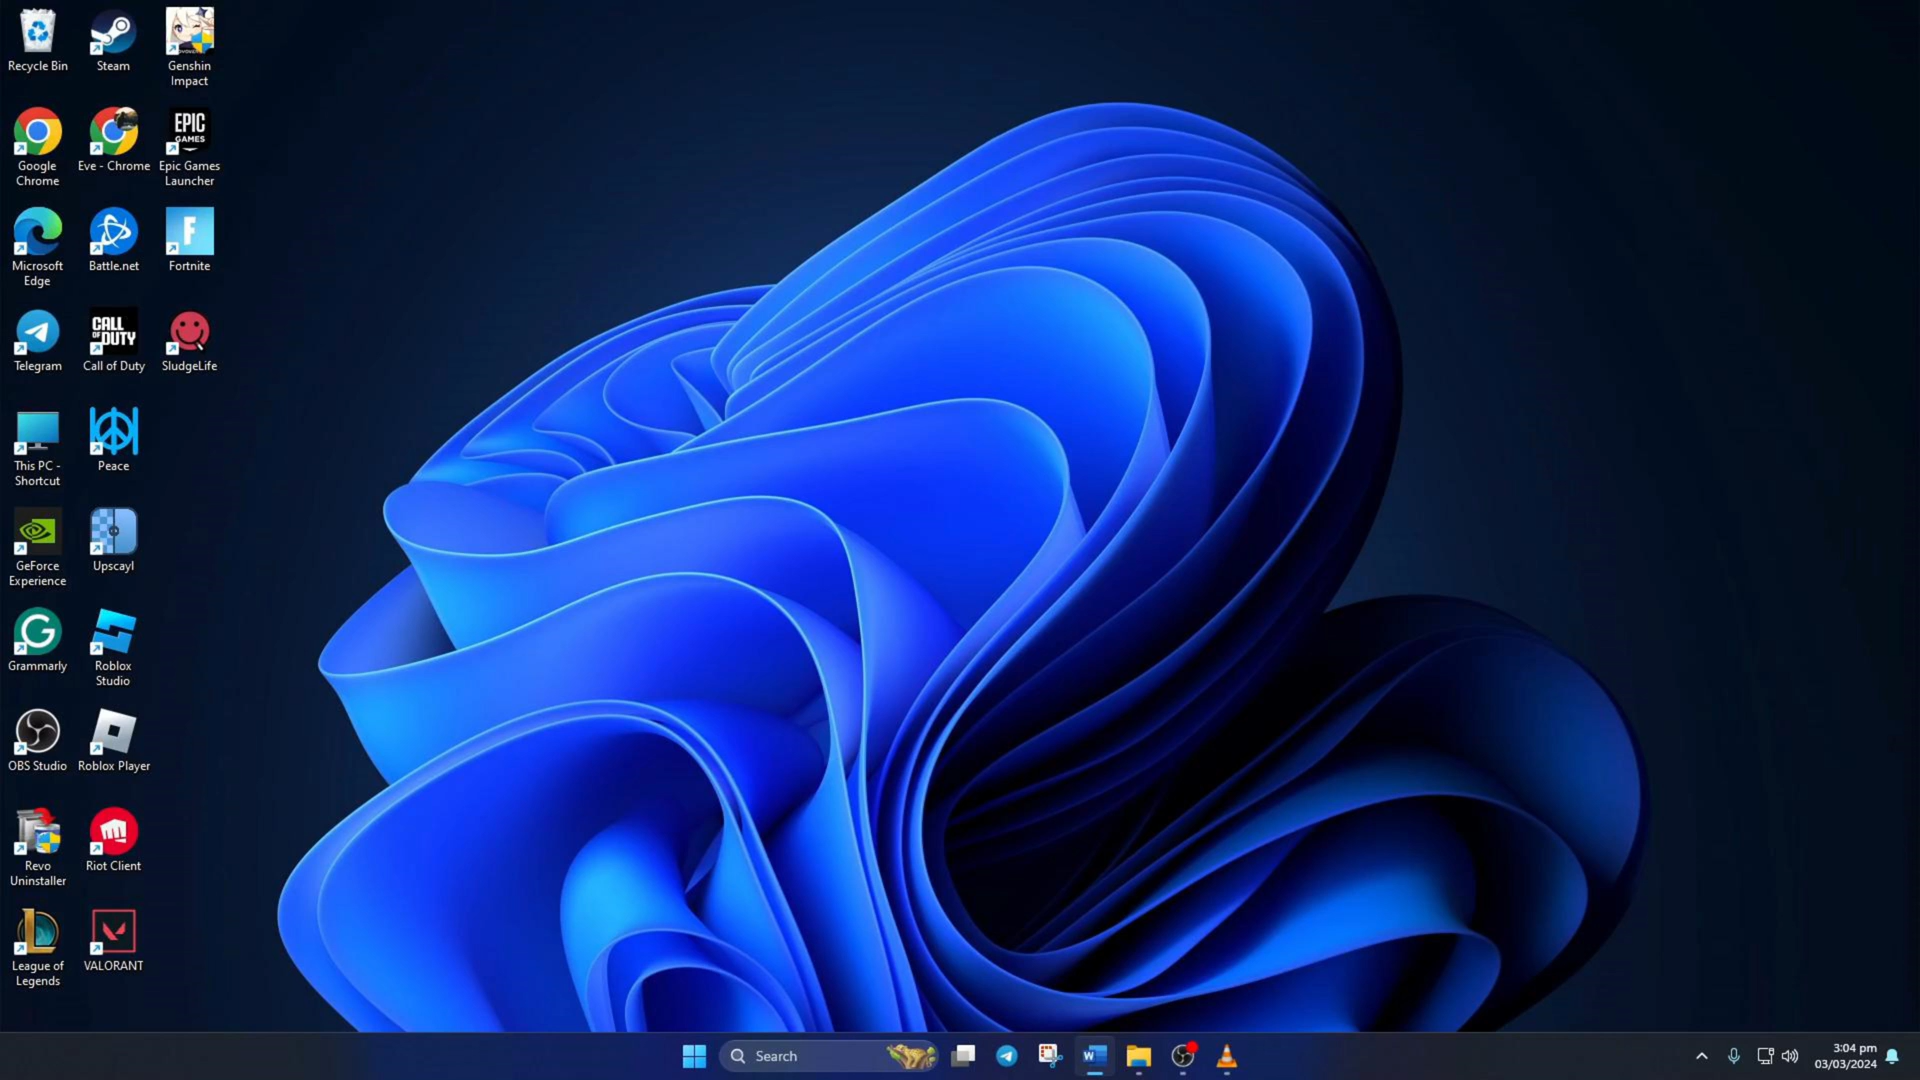 Recycle Bin
Steam
Genshin
Impact
Google
Chrome
Eve - Chrome
EPIC
GAMES
Epic Games
Launcher
Microsoft
Edge
Battle.net
F
Fortnite
Telegram
CALL
OF DUTY
Call of Duty
SludgeLife
This PC -
Shortcut
Peace
GeForce
Experience
Upscayl
Grammarly
Roblox
Studio
OBS Studio
Roblox Player
Revo
Uninstaller
Riot Client
League of
Legends
VALORANT
Search
3:04 pm
03/03/2024